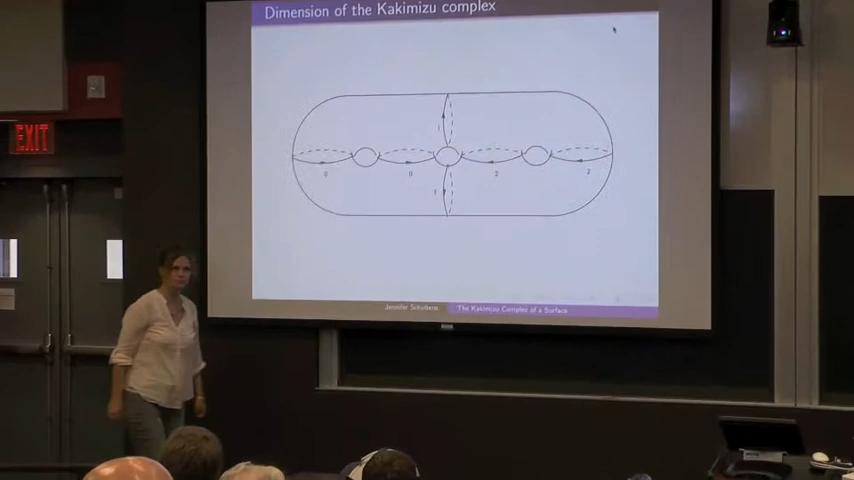 Dimension of the Kakimizu complex
1
0
0
2
2
1
Jennifer Schultens
The Kakimizu Complex of a Surface
EXIT